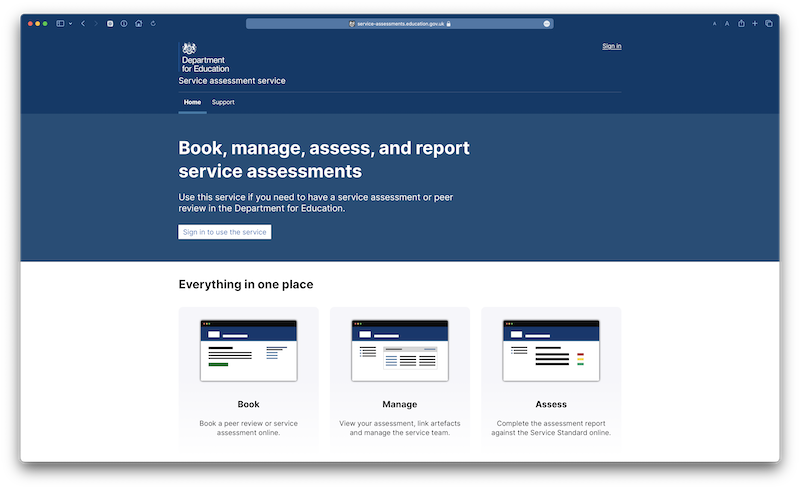 service-assessments.education.gov.uk
A A
Sign in
Department
for Education
Service assessment service
Home Support
Book, manage, assess, and report
service assessments
Use this service if you need to have a service assessment or peer
review in the Department for Education.
Sign in to use the service
Everything in one place
Book
Book a peer review or service
assessment online.
Manage
View your assessment, link artefacts
and manage the service team.
Assess
Complete the assessment report
against the Service Standard online.